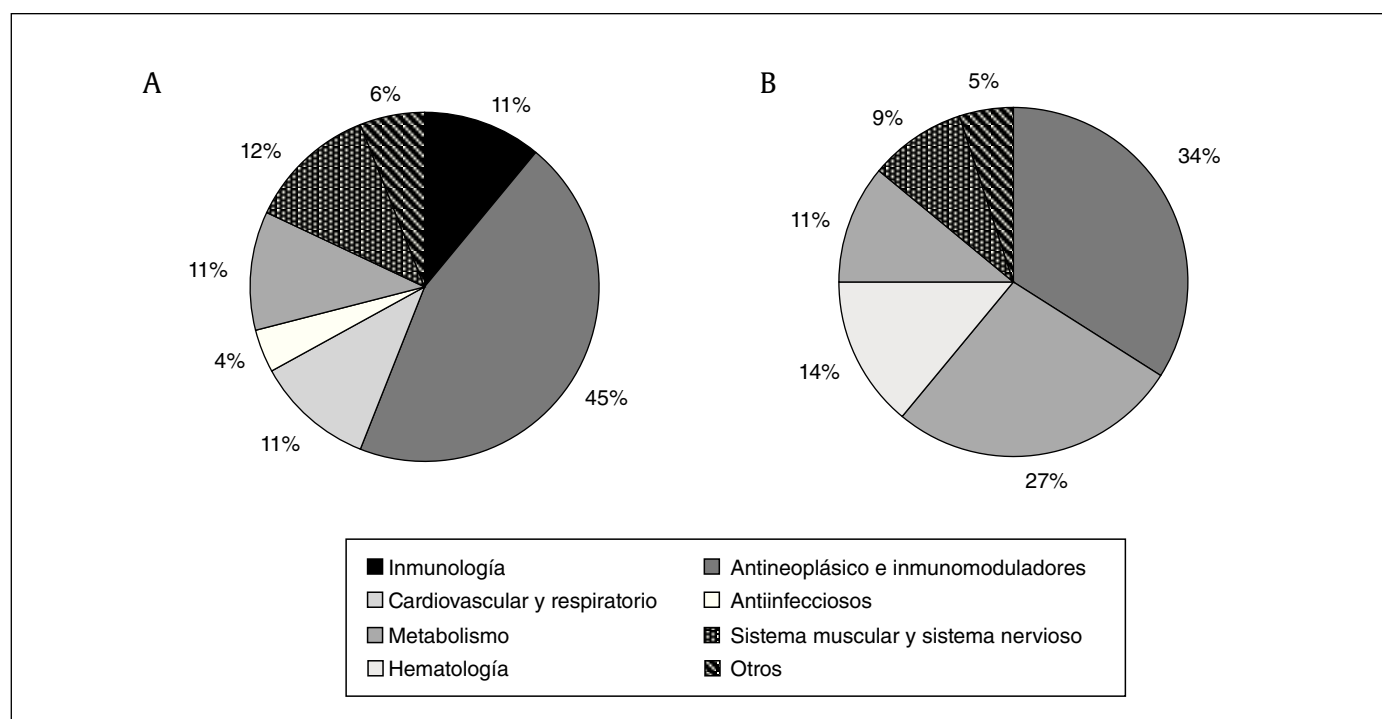 A
6%
11%
12%
11%
4%
11%
45%
B
5%
9%
34%
11%
14%
27%
Inmunología
Antineoplásico e inmunomoduladores
Cardiovascular y respiratorio
Antiinfecciosos
Metabolismo
Sistema muscular y sistema nervioso
Hematología
Otros